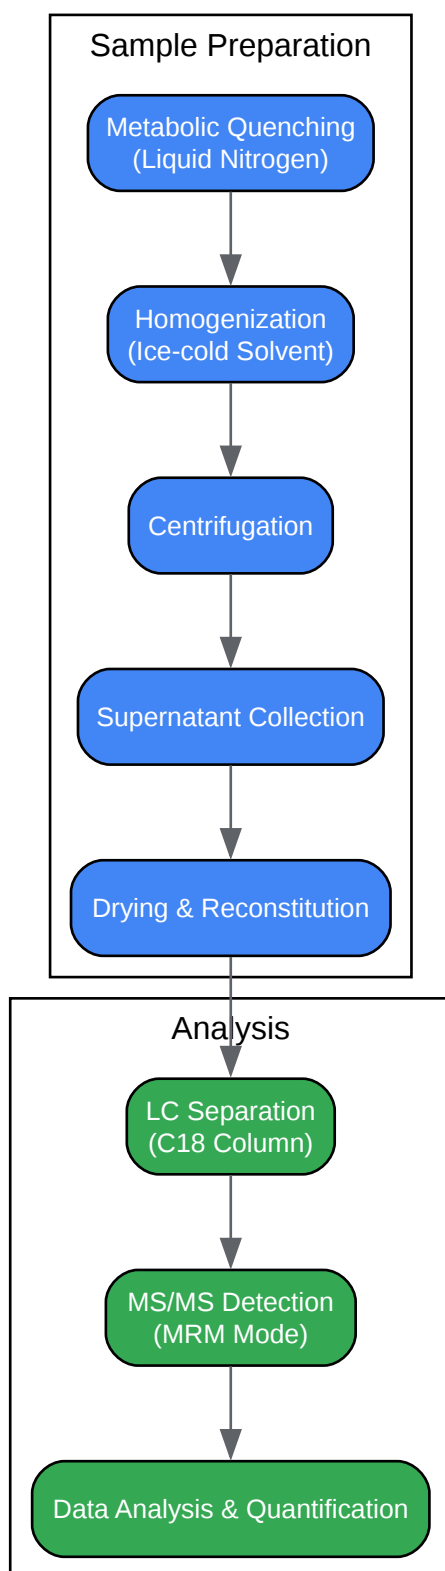 Sample Preparation
Metabolic Quenching
(Liquid Nitrogen)
Homogenization
(Ice-cold Solvent)
Centrifugation
Supernatant Collection
Drying & Reconstitution
Analysis
LC Separation
(C18 Column)
MS/MS Detection
(MRM Mode)
Data Analysis & Quantification